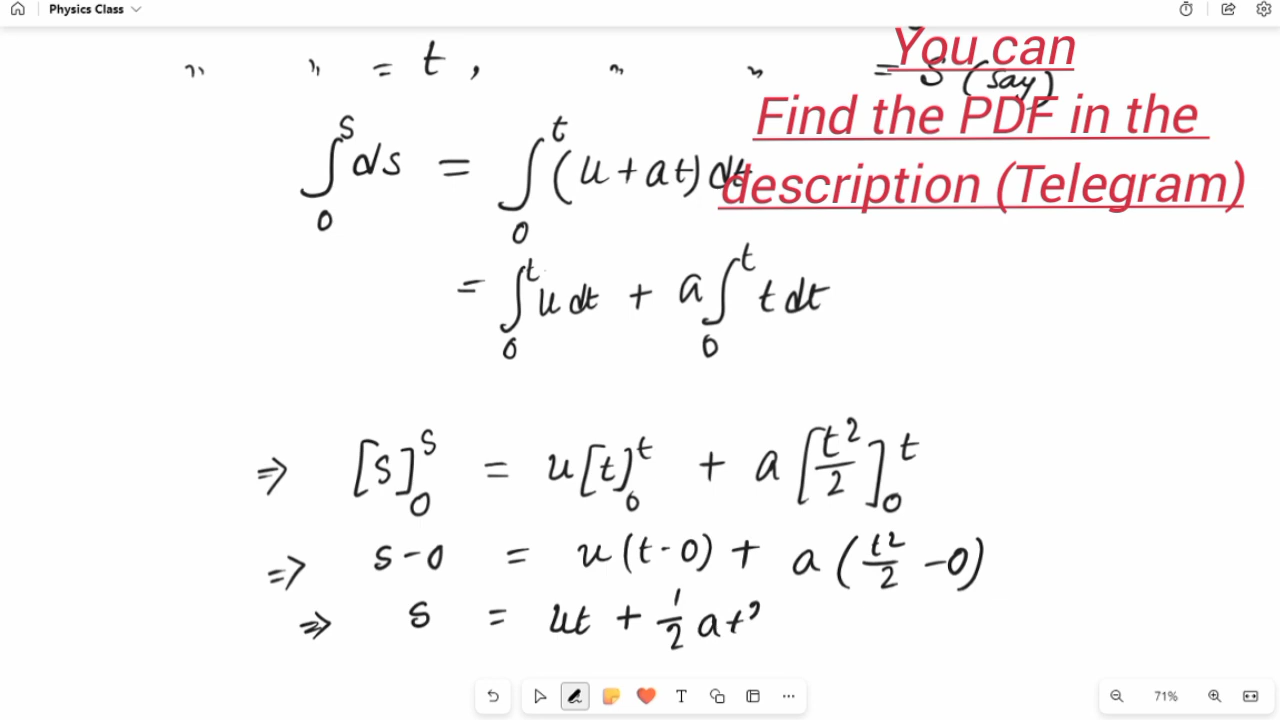 Physics Class
You can
" " = t, " " = S (say)
Find the PDF in the
∫₀ˢ ds = ∫₀ᵗ (u + at) dt
description (Telegram)
= ∫₀ᵗ u dt + a ∫₀ᵗ t dt
⇒ [s]₀ˢ = u[t]₀ᵗ + a[t²/2]₀ᵗ
⇒ s - 0 = u(t - 0) + a(t²/2 - 0)
⇒ s = ut + 1/2 at²
71%